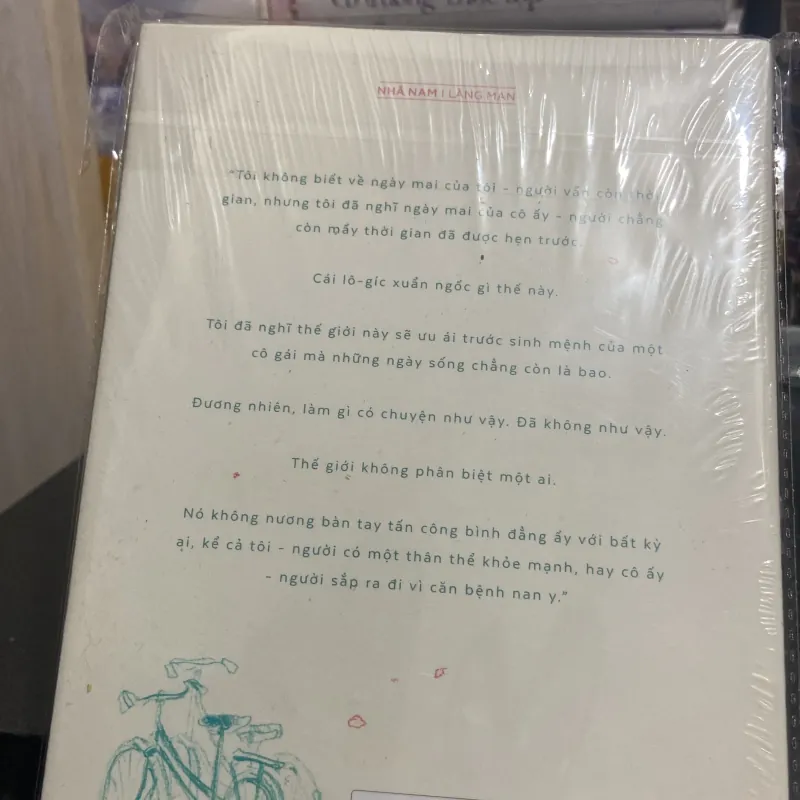 NHÃ NAM | LÃNG MẠN
“Tôi không biết về ngày mai của tôi - người vẫn còn thời
gian, nhưng tôi đã nghĩ ngày mai của cô ấy - người chẳng
còn mấy thời gian đã được hẹn trước.
Cái lô-gíc xuẩn ngốc gì thế này.
Tôi đã nghĩ thế giới này sẽ ưu ái trước sinh mệnh của một
cô gái mà những ngày sống chẳng còn là bao.
Đương nhiên, làm gì có chuyện như vậy. Đã không như vậy.
Thế giới không phân biệt một ai.
Nó không nương bàn tay tấn công bình đẳng ấy với bất kỳ
ai, kể cả tôi - người có một thân thể khỏe mạnh, hay cô ấy
- người sắp ra đi vì căn bệnh nan y.”